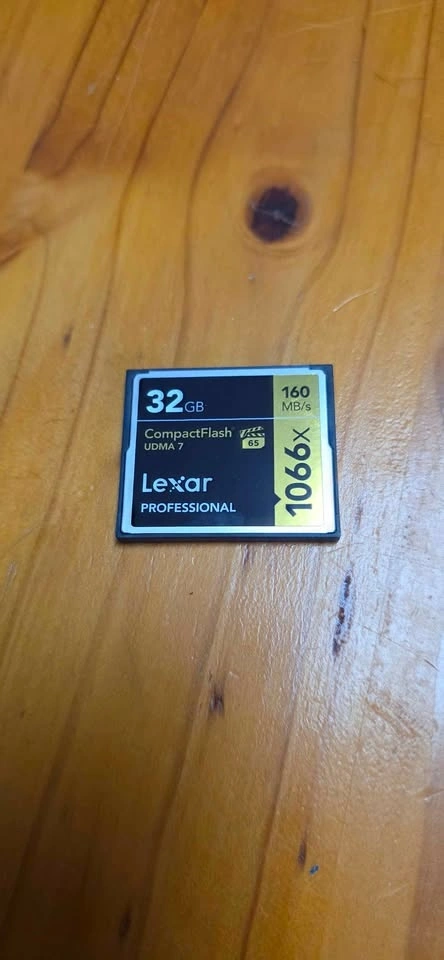 32GB
160
MB/s
CompactFlash®
UDMA 7
65
Lexar
PROFESSIONAL
1066x